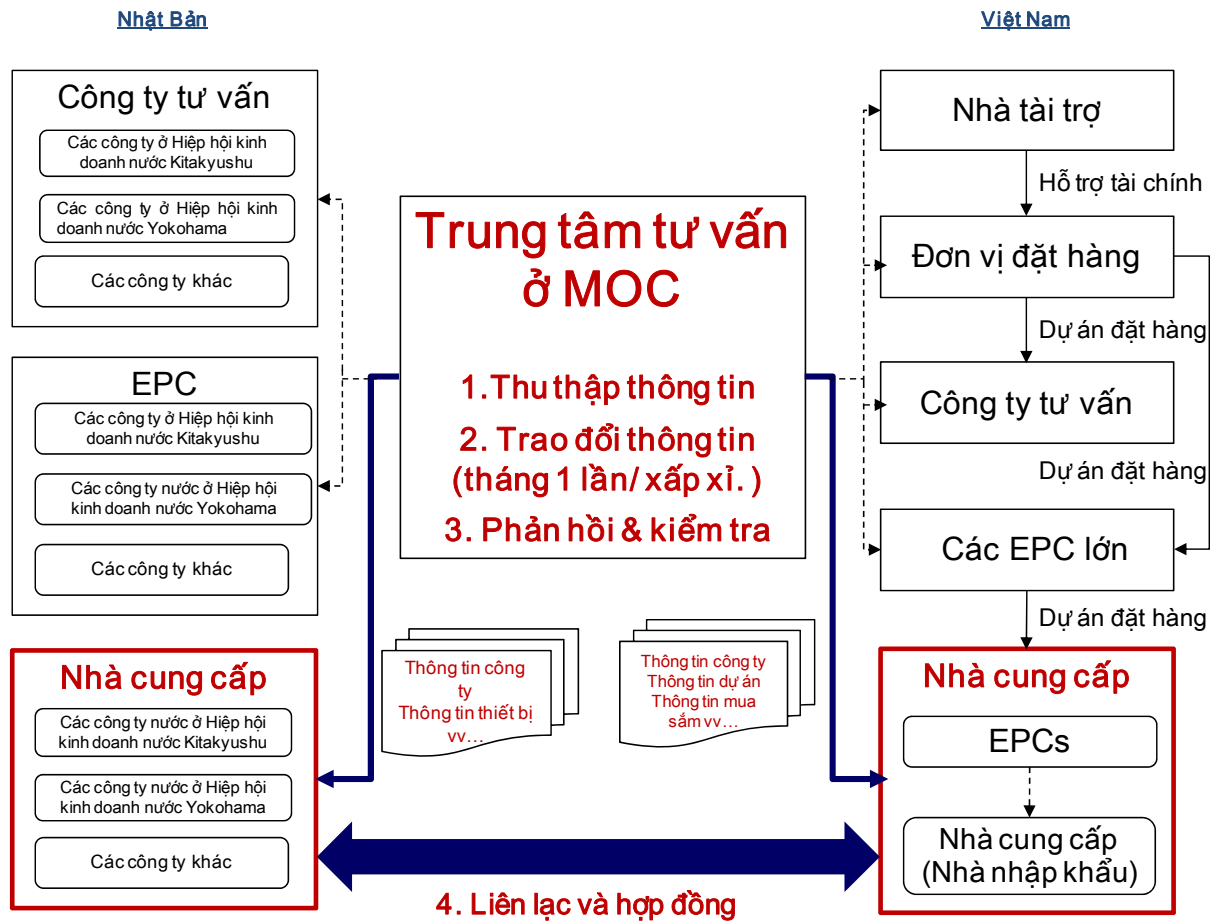 Nhật Bản
Việt Nam
Công ty tư vấn
Các công ty ở Hiệp hội kinh
doanh nước Kitakyushu
Các công ty ở Hiệp hội kinh
doanh nước Yokohama
Các công ty khác
EPC
Các công ty ở Hiệp hội kinh
doanh nước Kitakyushu
Các công ty nước ở Hiệp hội
kinh doanh nước Yokohama
Các công ty khác
Nhà cung cấp
Các công ty nước ở Hiệp hội
kinh doanh nước Kitakyushu
Các công ty nước ở Hiệp hội
kinh doanh nước Yokohama
Các công ty khác
Trung tâm tư vấn
ở MOC
1.Thu thập thông tin
2. Trao đổi thông tin
(tháng 1 lần/ xấp xỉ. )
3. Phản hồi & kiểm tra
Thông tin công
ty
Thông tin thiết bị
vv...
Thông tin công ty
Thông tin dự án
Thông tin mua
sắm vv...
4. Liên lạc và hợp đồng
Nhà tài trợ
Hỗ trợ tài chính
Đơn vị đặt hàng
Dự án đặt hàng
Công ty tư vấn
Dự án đặt hàng
Các EPC lớn
Dự án đặt hàng
Nhà cung cấp
EPCs
Nhà cung cấp
(Nhà nhập khẩu)